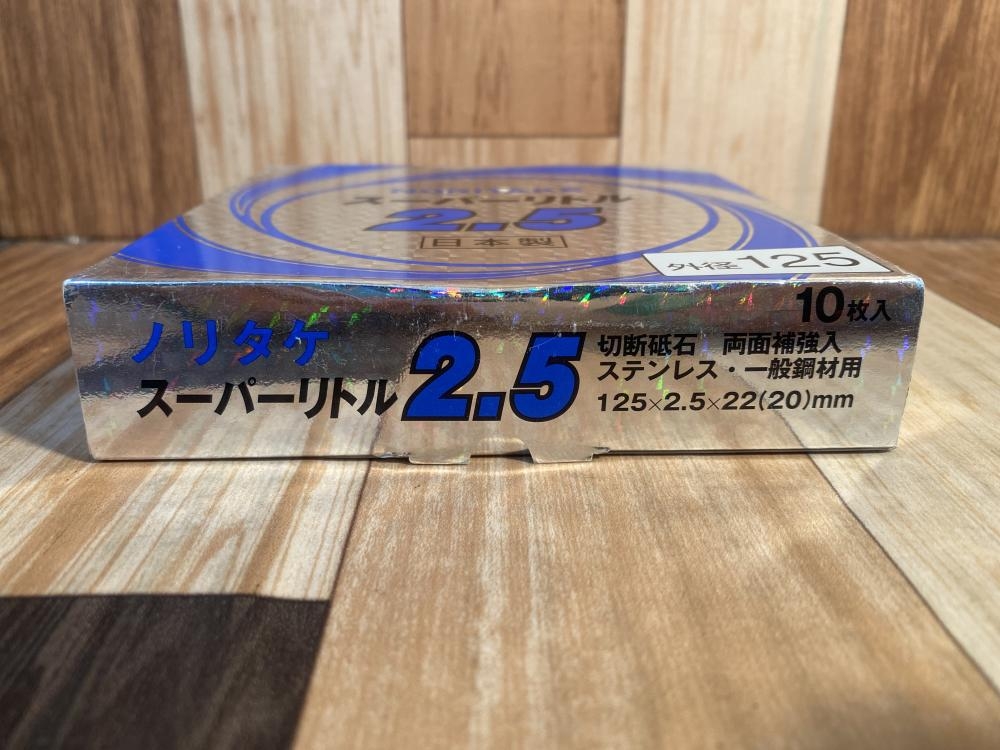 NORITAKE
スーパーリトル
2.5
日本製
外径125
10枚入
ノリタケ
スーパーリトル2.5
切断砥石 両面補強入
ステンレス・一般鋼材用
125×2.5×22(20)mm